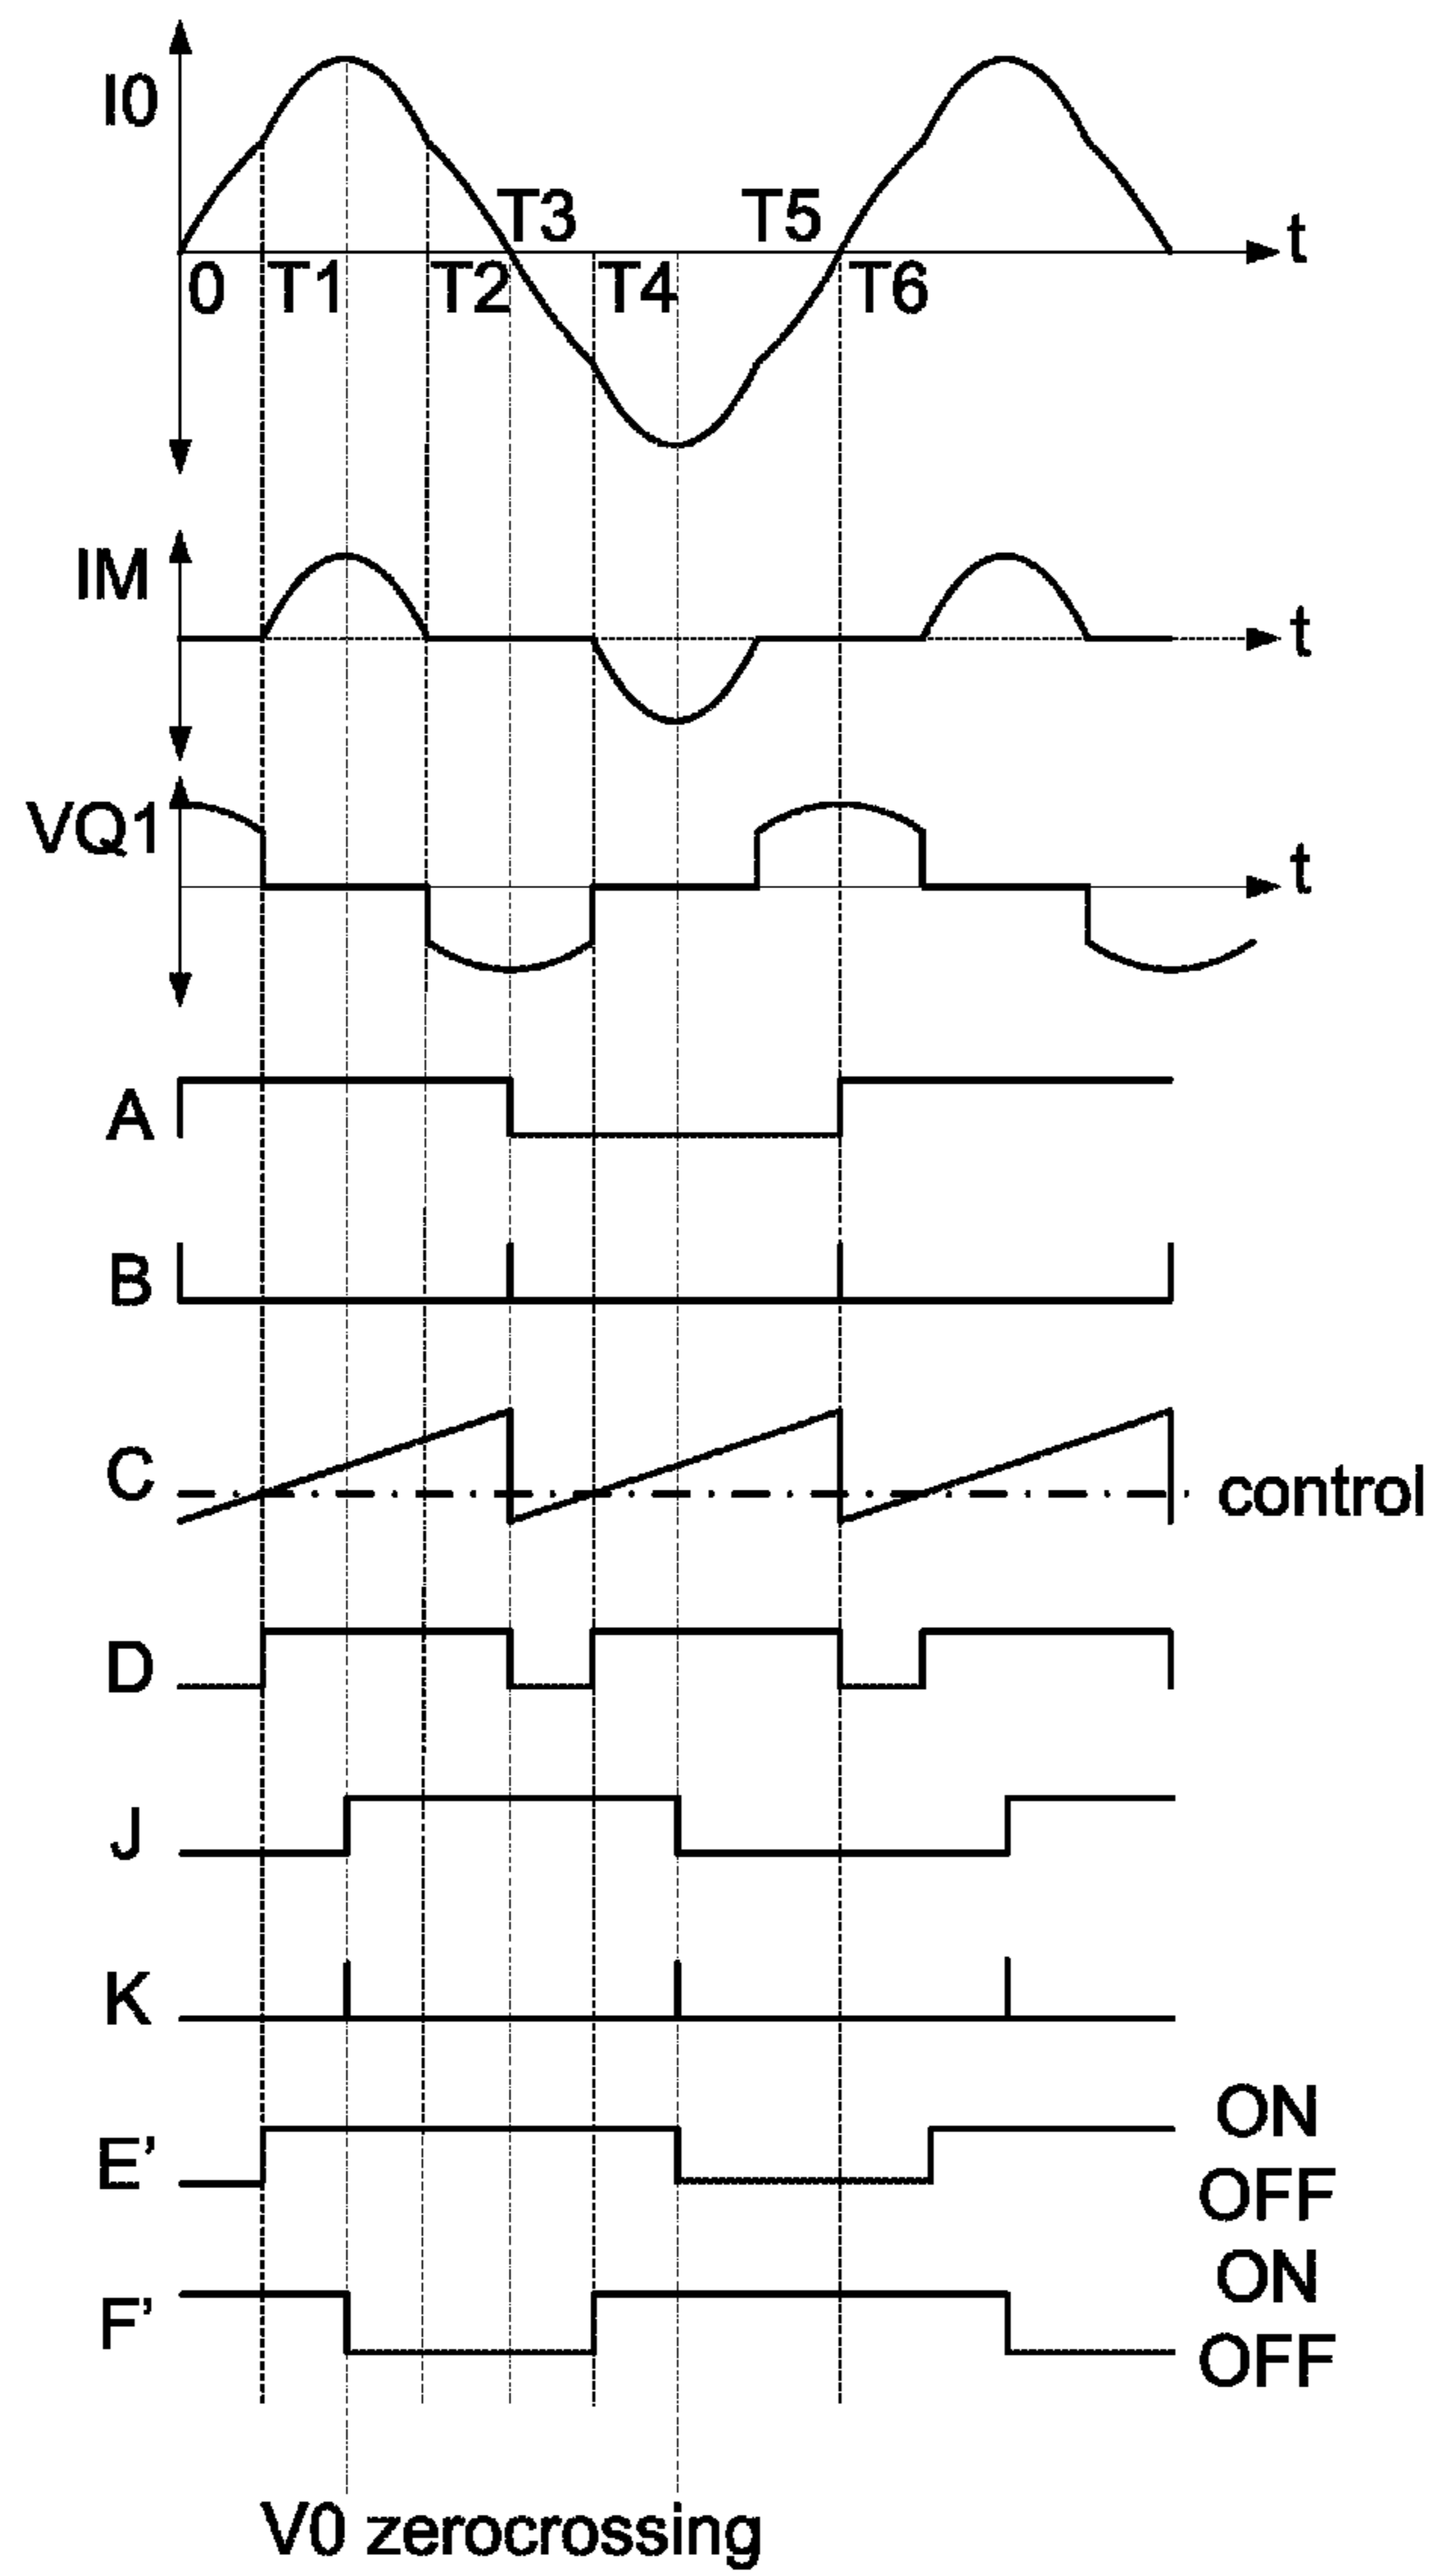 I0
T3
T5
t
0
T1
T2
T4
T6
IM
t
VQ1
t
A
B
C
control
D
J
K
ON
E’
OFF
ON
F’
OFF
V0 zerocrossing